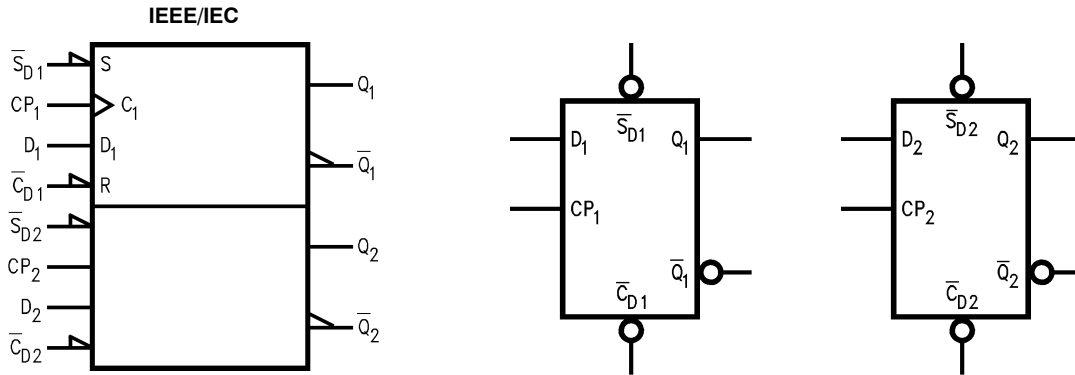 IEEE/IEC
S̅D1 S
CP1 C1 Q1
D1 D1
C̅D1 R Q̅1
S̅D2
CP2 Q2
D2
C̅D2 Q̅2
S̅D1
D1 Q1
CP1
Q̅1
C̅D1
S̅D2
D2 Q2
CP2
Q̅2
C̅D2